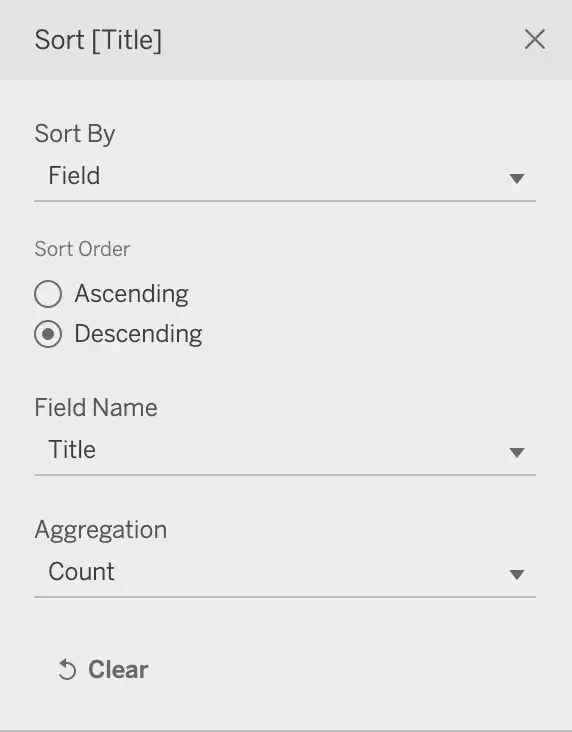 Sort [Title]
Sort By
Field
Sort Order
Ascending
Descending
Field Name
Title
Aggregation
Count
Clear